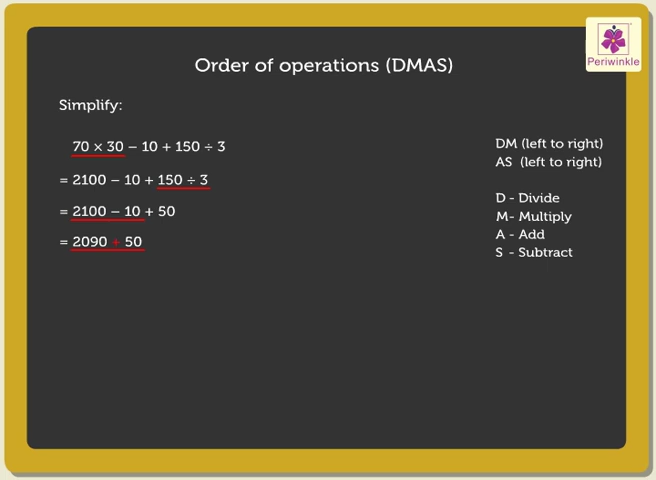 Periwinkle
Order of operations (DMAS)
Simplify:
70 × 30 – 10 + 150 ÷ 3
= 2100 – 10 + 150 ÷ 3
= 2100 – 10 + 50
= 2090 + 50
DM (left to right)
AS (left to right)
D - Divide
M- Multiply
A - Add
S - Subtract